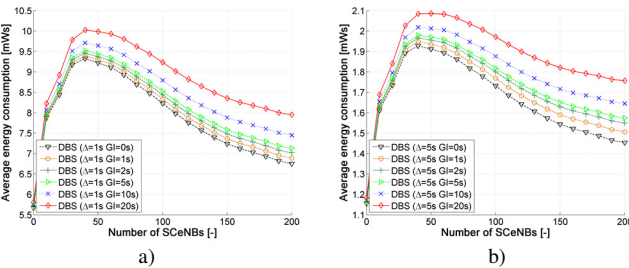 Average energy consumption [mWs]
10.5
10
9.5
9
8.5
8
7.5
7
6.5
6
5.5
DBS (Δ=1s GI=0s)
DBS (Δ=1s GI=1s)
DBS (Δ=1s GI=2s)
DBS (Δ=1s GI=5s)
DBS (Δ=1s GI=10s)
DBS (Δ=1s GI=20s)
0 50 100 150 200
Number of SCeNBs [-]
a)
Average energy consumption [mWs]
2.1
2
1.9
1.8
1.7
1.6
1.5
1.4
1.3
1.2
1.1
DBS (Δ=5s GI=0s)
DBS (Δ=5s GI=1s)
DBS (Δ=5s GI=2s)
DBS (Δ=5s GI=5s)
DBS (Δ=5s GI=10s)
DBS (Δ=5s GI=20s)
0 50 100 150 200
Number of SCeNBs [-]
b)